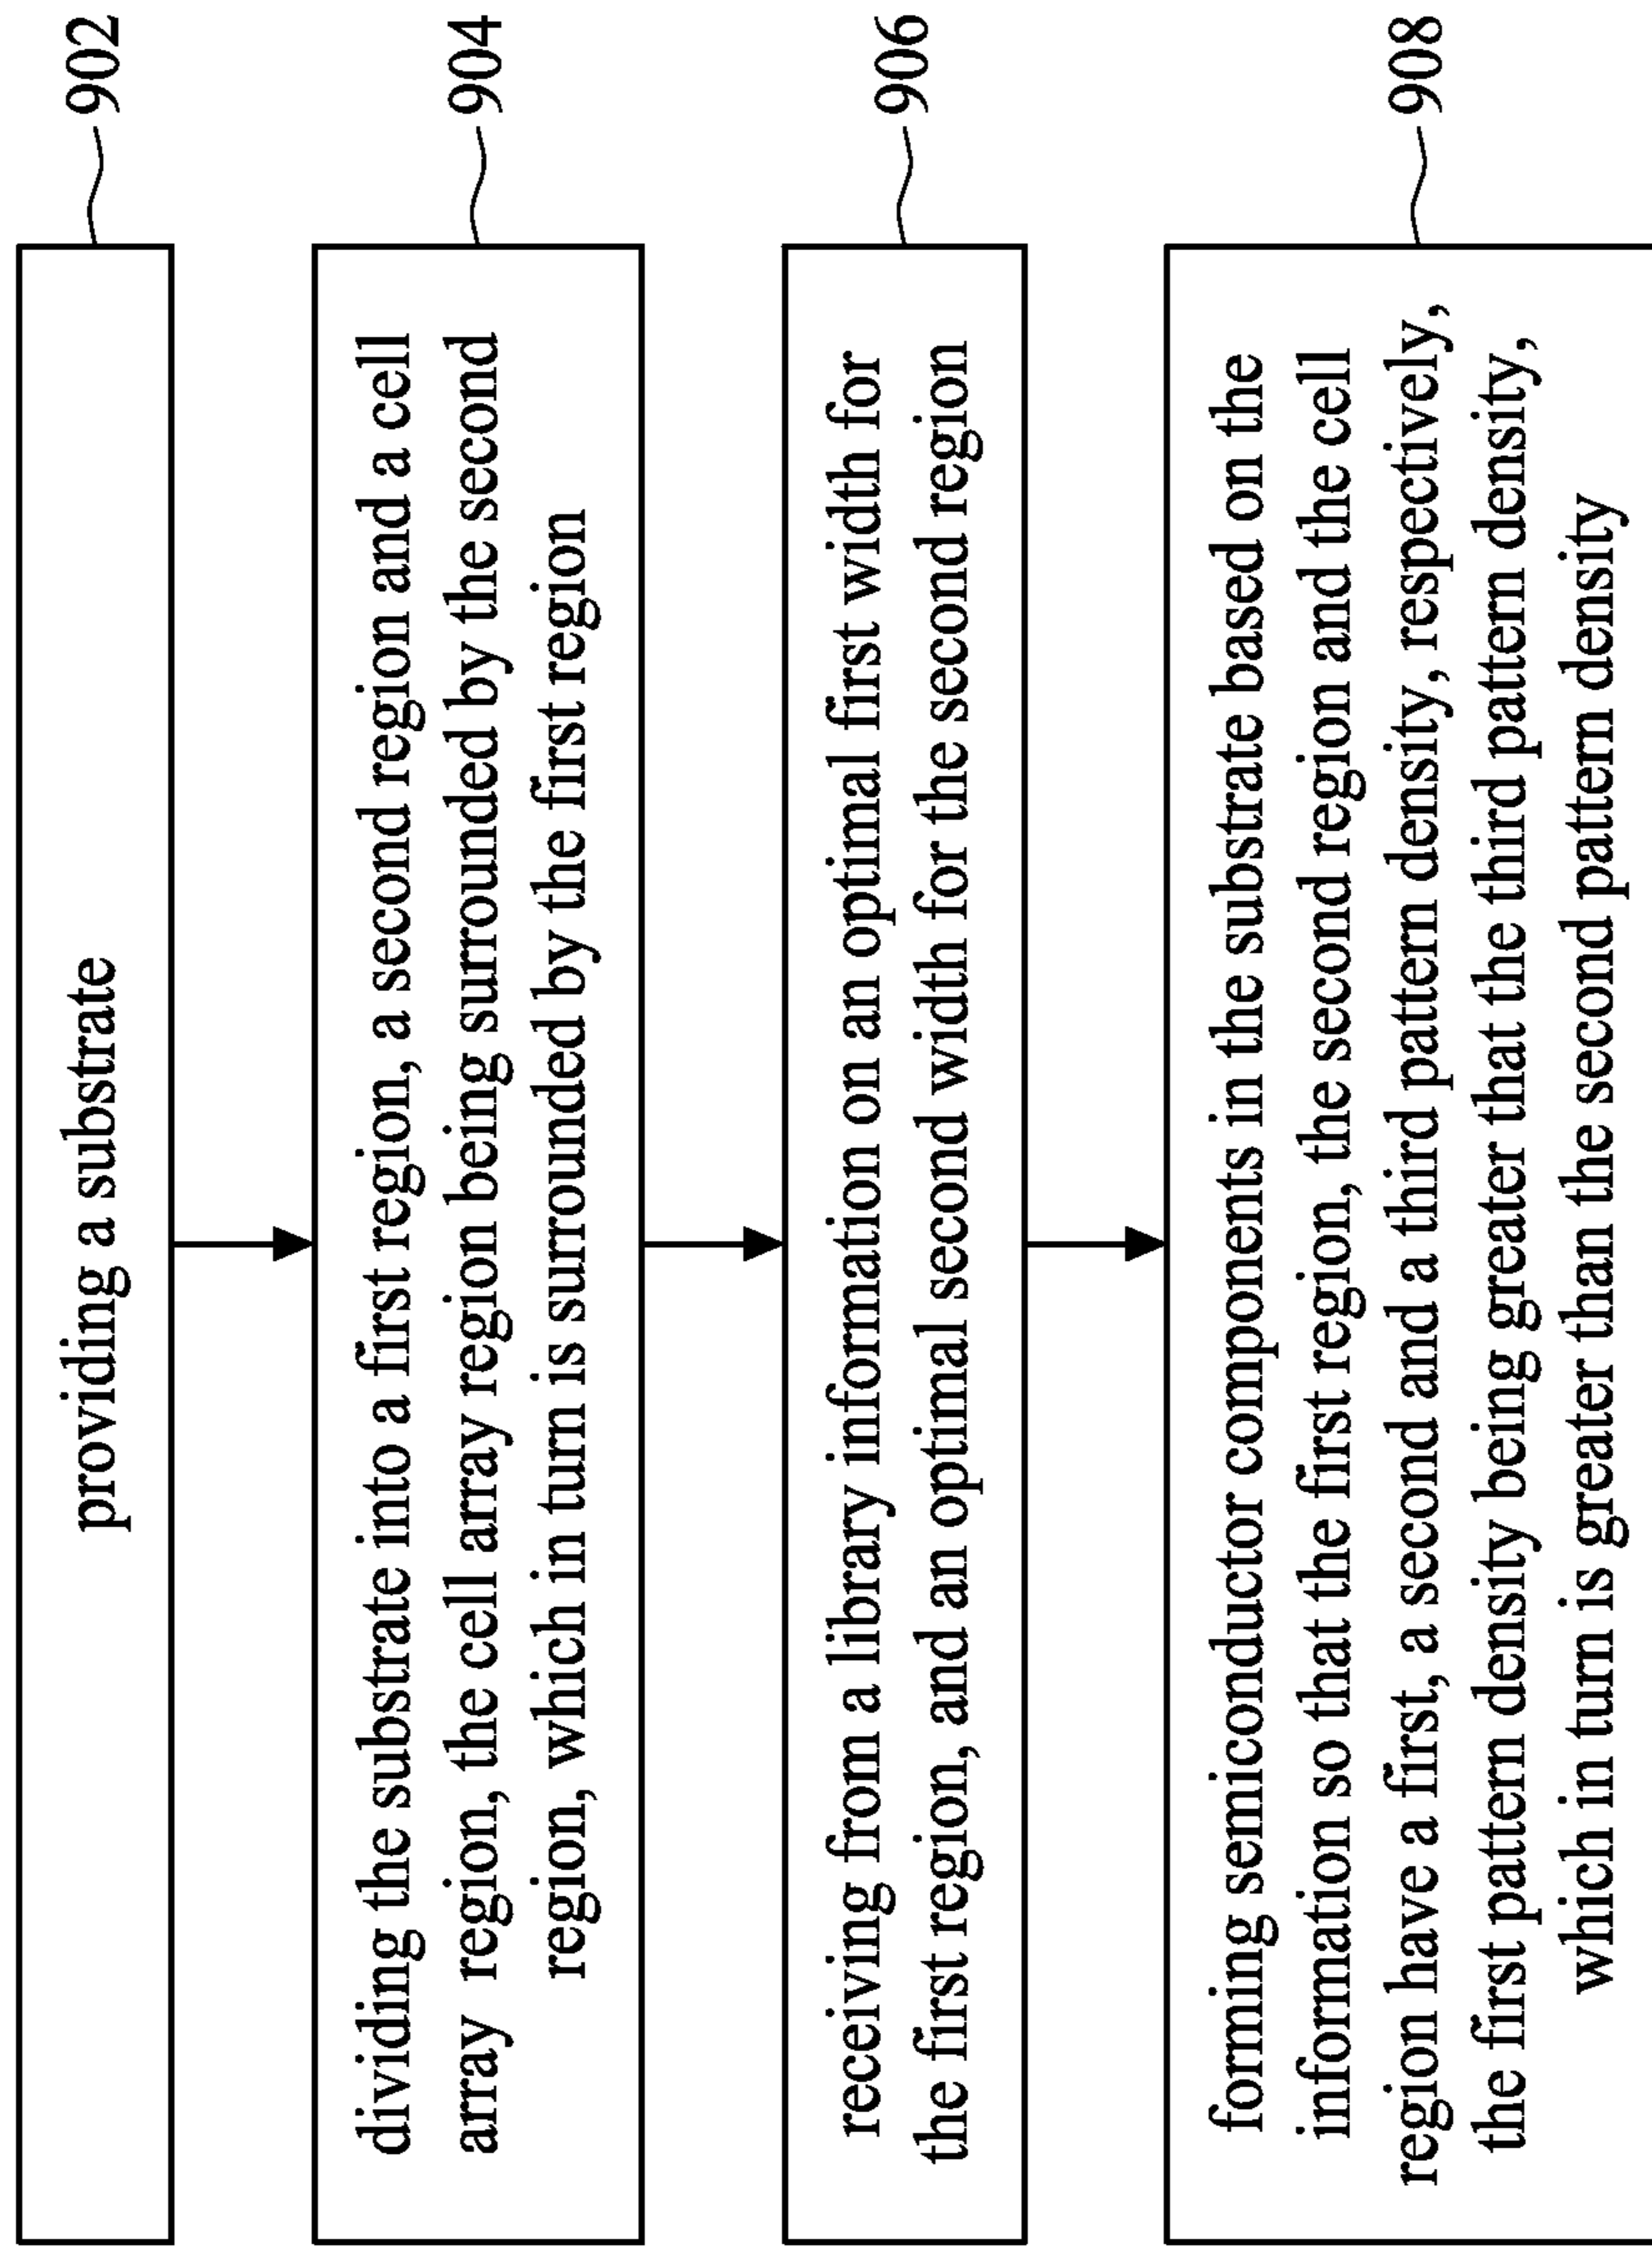 providing a substrate
902
dividing the substrate into a first region, a second region and a cell
array region, the cell array region being surrounded by the second
region, which in turn is surrounded by the first region
904
receiving from a library information on an optimal first width for
the first region, and an optimal second width for the second region
906
forming semiconductor components in the substrate based on the
information so that the first region, the second region and the cell
region have a first, a second and a third pattern density, respectively,
the first pattern density being greater that the third pattern density,
which in turn is greater than the second pattern density
908